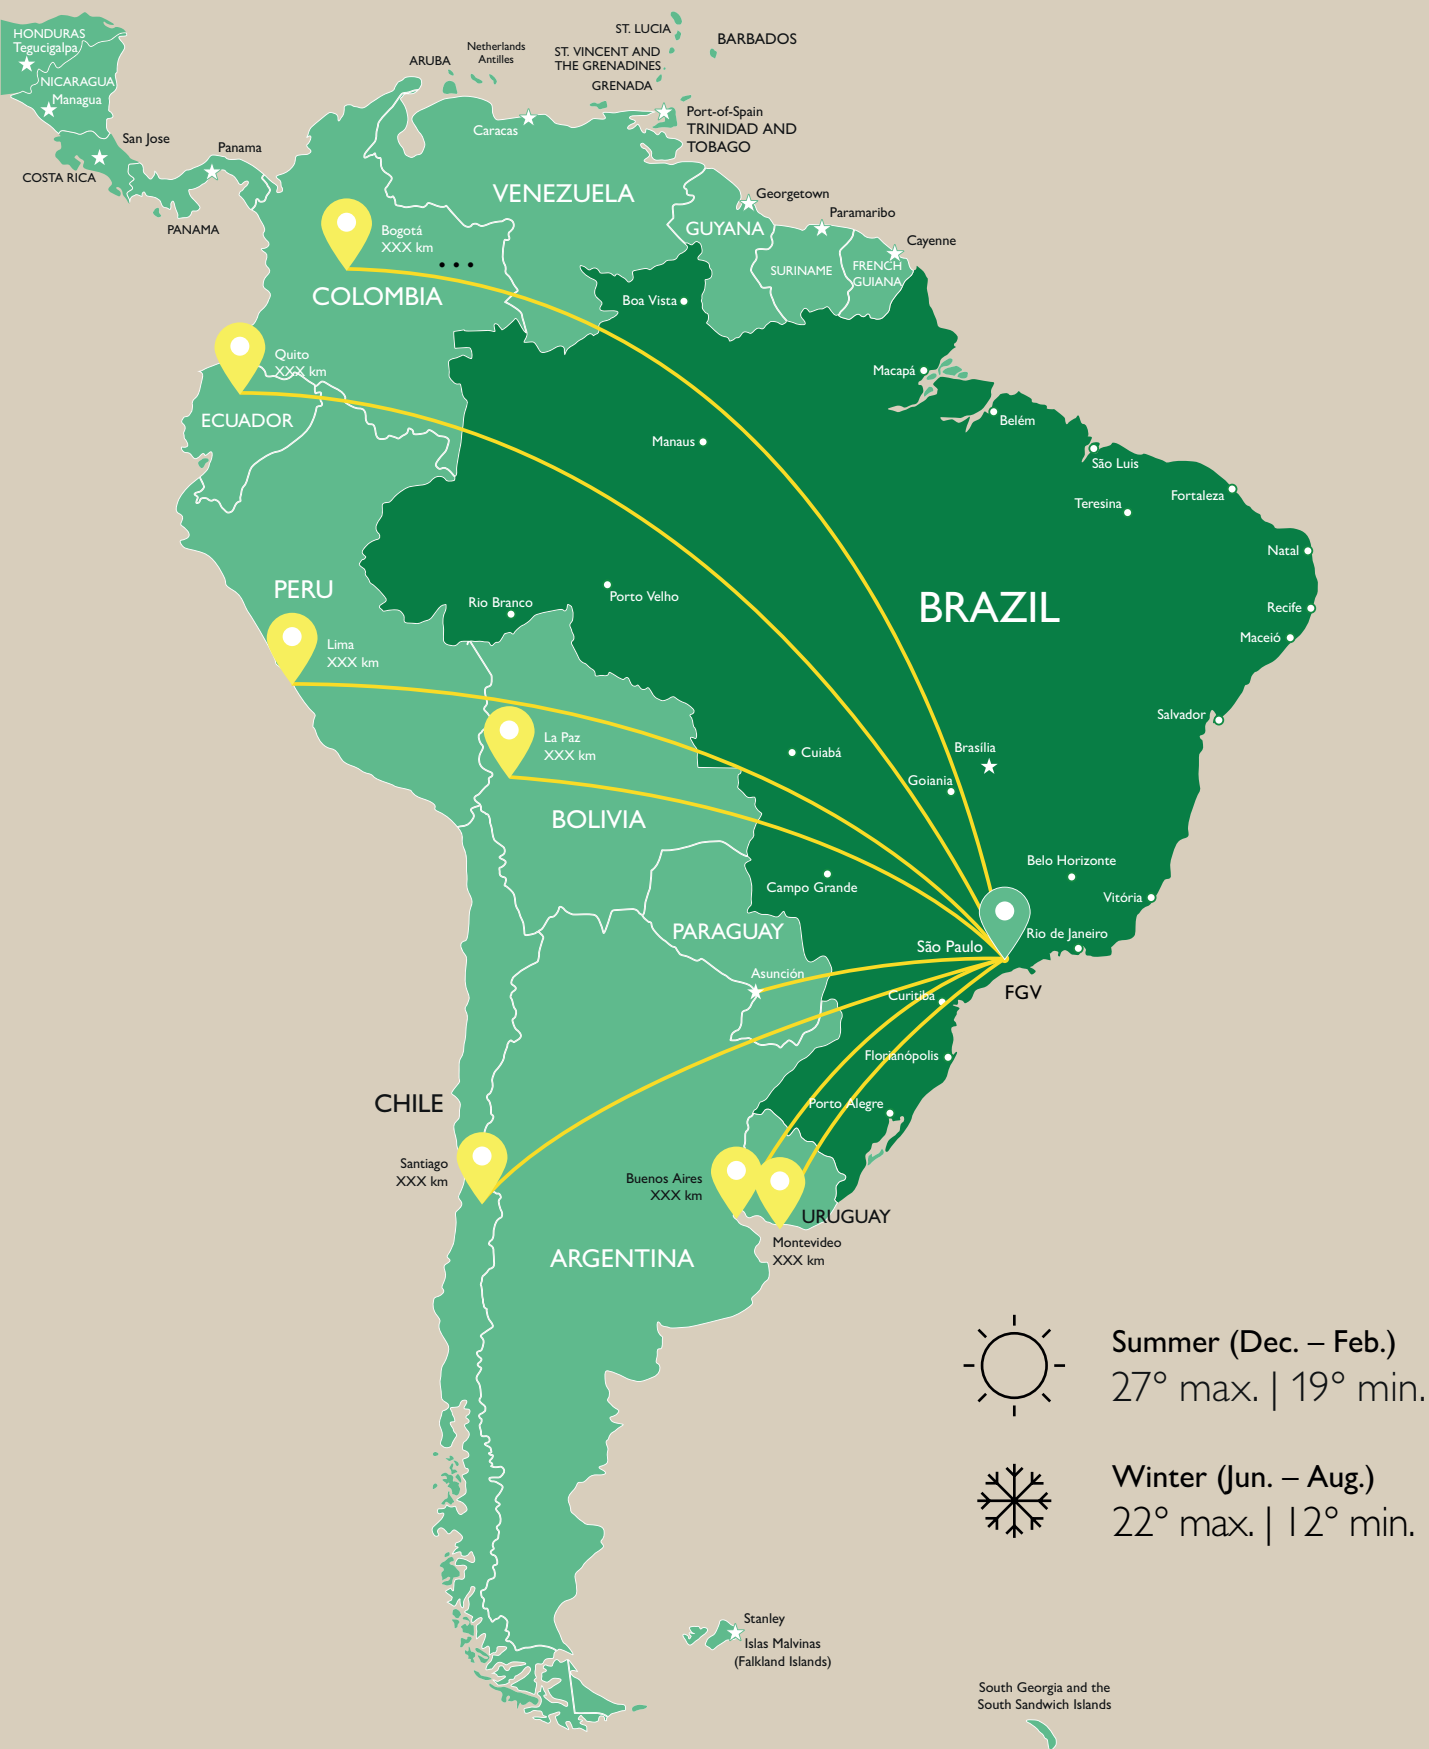 HONDURAS
Tegucigalpa
NICARAGUA
Managua
San Jose
COSTA RICA
Panama
PANAMA
ARUBA
Netherlands
Antilles
ST. LUCIA
BARBADOS
ST. VINCENT AND
THE GRENADINES
GRENADA
Port-of-Spain
TRINIDAD AND
TOBAGO
Caracas
VENEZUELA
Georgetown
GUYANA
Paramaribo
SURINAME
Cayenne
FRENCH
GUIANA
Bogotá
XXX km
...
COLOMBIA
Boa Vista
Quito
XXX km
ECUADOR
Macapá
Belém
Manaus
São Luis
Teresina
Fortaleza
Natal
PERU
Rio Branco
Porto Velho
BRAZIL
Recife
Maceió
Lima
XXX km
Salvador
La Paz
XXX km
Cuiabá
Brasília
Goiania
BOLIVIA
Belo Horizonte
Campo Grande
Vitória
PARAGUAY
São Paulo
Rio de Janeiro
Asunción
Curitiba
FGV
Florianópolis
CHILE
Porto Alegre
Santiago
XXX km
Buenos Aires
XXX km
URUGUAY
Montevideo
XXX km
ARGENTINA
Summer (Dec. – Feb.)
27° max. | 19° min.
Winter (Jun. – Aug.)
22° max. | 12° min.
Stanley
Islas Malvinas
(Falkland Islands)
South Georgia and the
South Sandwich Islands